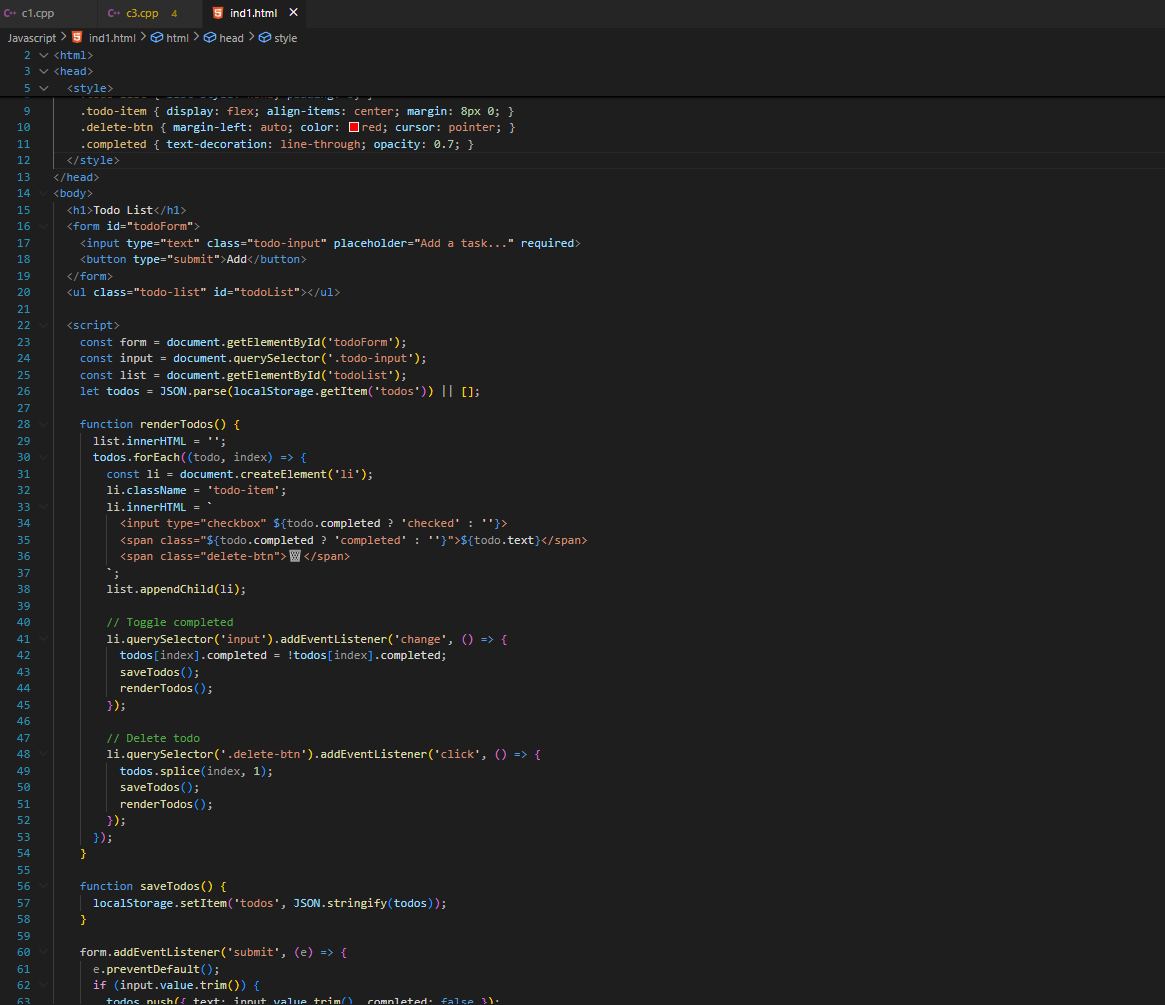 c1.cpp
c3.cpp 4
ind1.html
Javascript > ind1.html > html > head > style
2 <html>
3 <head>
5 <style>
9 .todo-item { display: flex; align-items: center; margin: 8px 0; }
10 .delete-btn { margin-left: auto; color: red; cursor: pointer; }
11 .completed { text-decoration: line-through; opacity: 0.7; }
12 </style>
13 </head>
14 <body>
15 <h1>Todo List</h1>
16 <form id="todoForm">
17 <input type="text" class="todo-input" placeholder="Add a task..." required>
18 <button type="submit">Add</button>
19 </form>
20 <ul class="todo-list" id="todoList"></ul>
21
22 <script>
23 const form = document.getElementById('todoForm');
24 const input = document.querySelector('.todo-input');
25 const list = document.getElementById('todoList');
26 let todos = JSON.parse(localStorage.getItem('todos')) || [];
27
28 function renderTodos() {
29 list.innerHTML = '';
30 todos.forEach((todo, index) => {
31 const li = document.createElement('li');
32 li.className = 'todo-item';
33 li.innerHTML = `
34 <input type="checkbox" ${todo.completed ? 'checked' : ''}>
35 <span class="${todo.completed ? 'completed' : ''}">${todo.text}</span>
36 <span class="delete-btn">🗑</span>
37 `;
38 list.appendChild(li);
39
40 // Toggle completed
41 li.querySelector('input').addEventListener('change', () => {
42 todos[index].completed = !todos[index].completed;
43 saveTodos();
44 renderTodos();
45 });
46
47 // Delete todo
48 li.querySelector('.delete-btn').addEventListener('click', () => {
49 todos.splice(index, 1);
50 saveTodos();
51 renderTodos();
52 });
53 });
54 }
55
56 function saveTodos() {
57 localStorage.setItem('todos', JSON.stringify(todos));
58 }
59
60 form.addEventListener('submit', (e) => {
61 e.preventDefault();
62 if (input.value.trim()) {
63 todos.push({ text: input.value.trim(), completed: false });